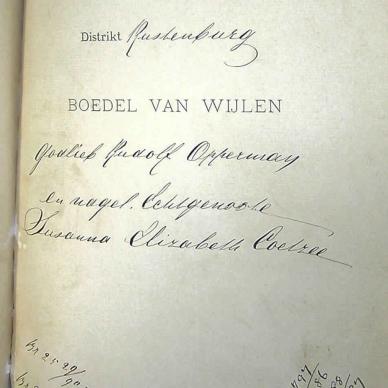 Distrikt Rustenburg
BOEDEL VAN WIJLEN
Godlieb Rudolf Opperman
en nagel. Echtgenoote
Susanna Elizabeth Coetzee